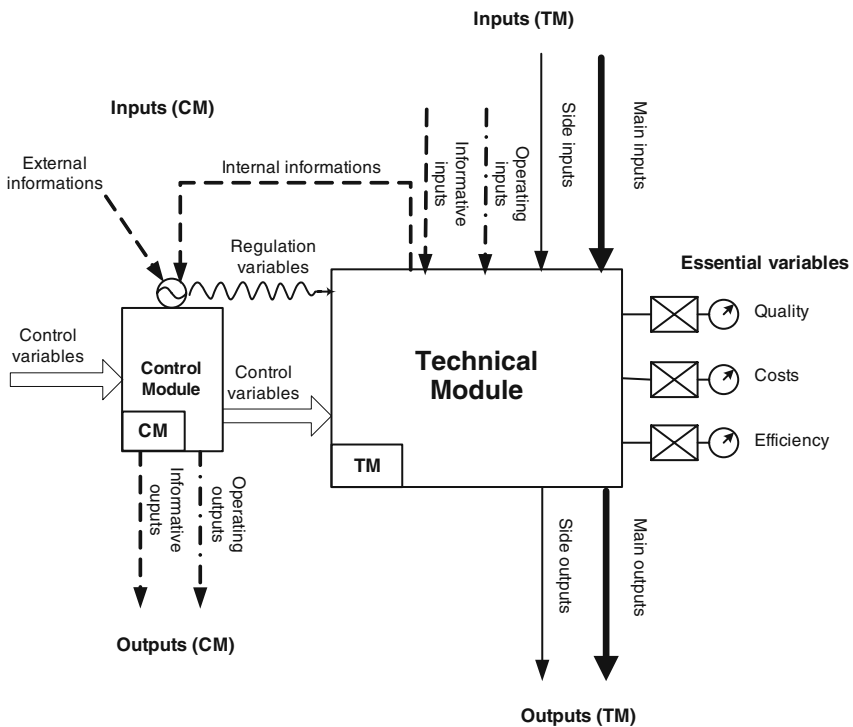 Inputs (TM)
Inputs (CM)
Main inputs
Side inputs
Operating
inputs
Informative
inputs
External
informations
Internal informations
Regulation
variables
Essential variables
Quality
Costs
Efficiency
Control
variables
Control
Module
CM
Control
variables
Technical
Module
TM
Informative
ouputs
Operating
outputs
Side outputs
Main outputs
Outputs (CM)
Outputs (TM)